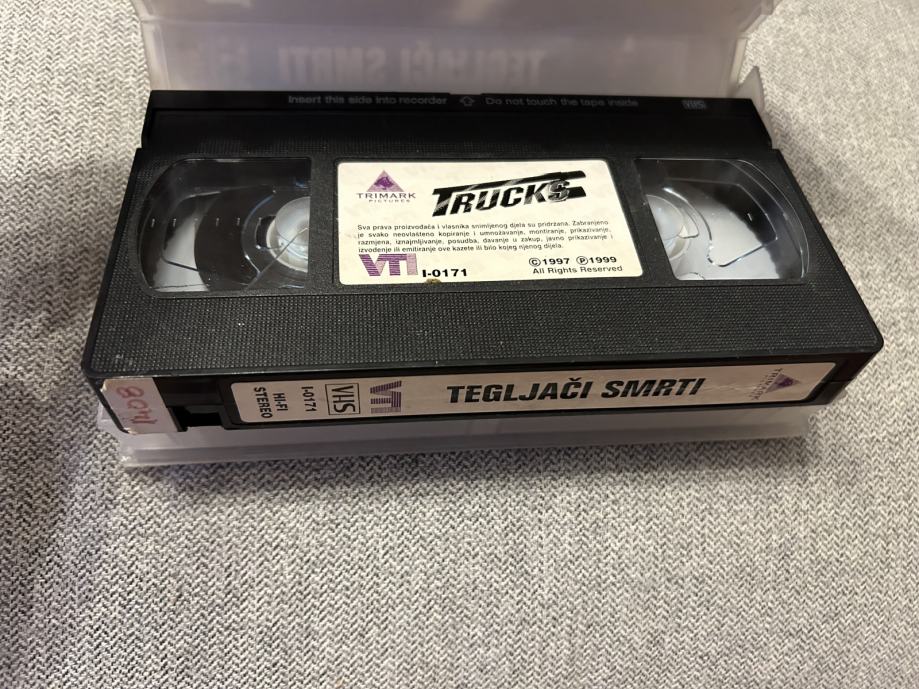 TEGLJAČI SMRTI
Insert this side into recorder ⇧ Do not touch the tape inside VHS
TRIMARK
PICTURES
TRUCKS
Sva prava proizvođača i vlasnika snimljenog djela su pridržana. Zabranjeno
je svako neovlašteno kopiranje i umnožavanje, montiranje, prikazivanje,
razmjena, iznajmljivanje, posudba, davanje u zakup, javno prikazivanje i
izvođenje ili emitiranje ove kazete ili bilo kojeg njenog dijela.
VTI I-0171
©1997 ℗1999
All Rights Reserved
HI-FI
STEREO
I-0171
VHS
VTI
TEGLJAČI SMRTI
TRIMARK